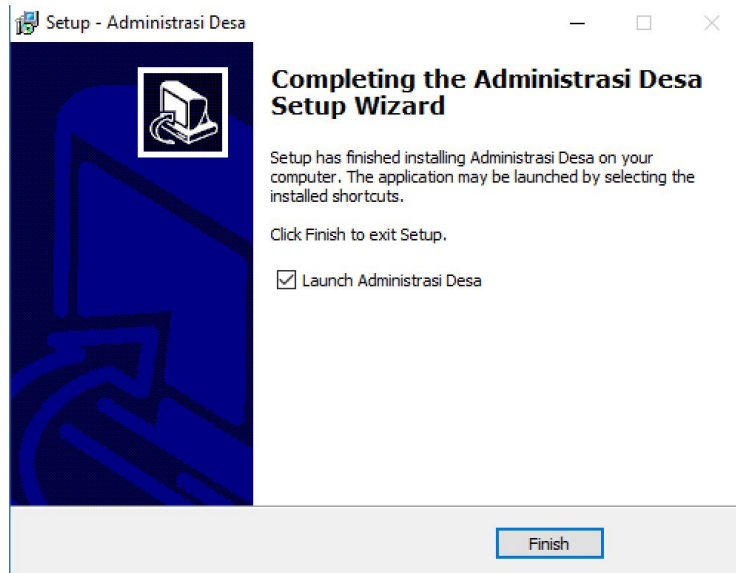 Setup - Administrasi Desa
Completing the Administrasi Desa
Setup Wizard
Setup has finished installing Administrasi Desa on your
computer. The application may be launched by selecting the
installed shortcuts.
Click Finish to exit Setup.
Launch Administrasi Desa
Finish